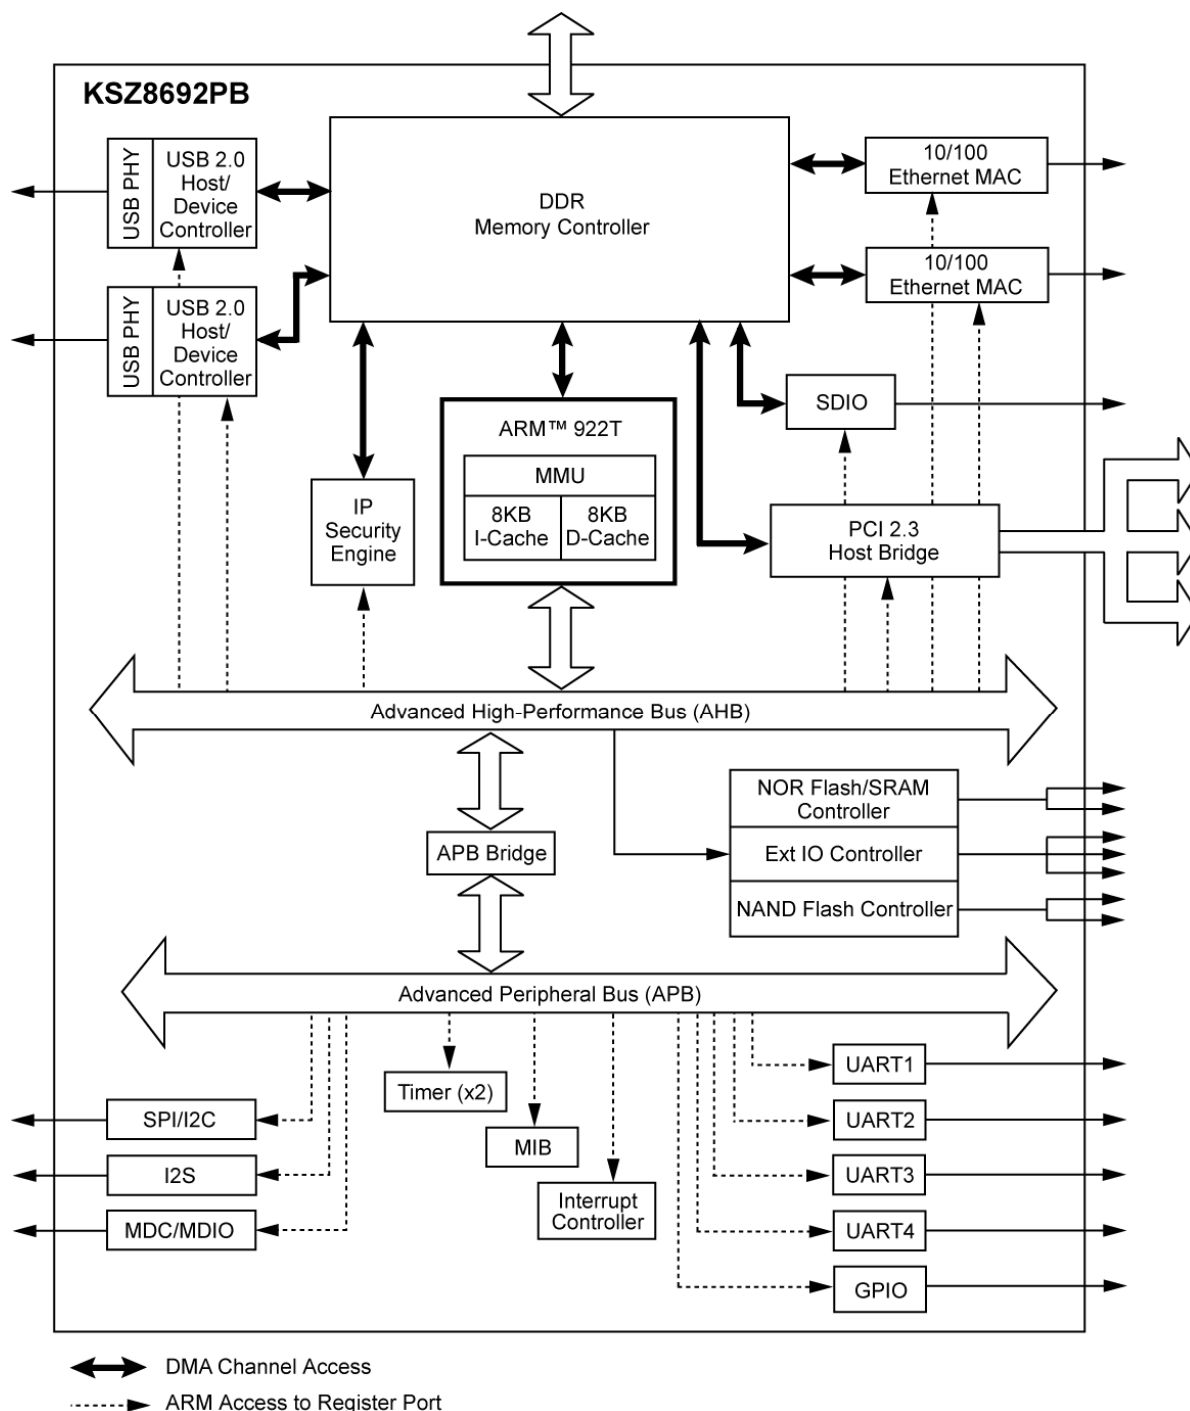 KSZ8692PB
USB PHY
USB 2.0
Host/
Device
Controller
DDR
Memory Controller
10/100
Ethernet MAC
10/100
Ethernet MAC
USB PHY
USB 2.0
Host/
Device
Controller
SDIO
ARM™ 922T
MMU
8KB
I-Cache
8KB
D-Cache
IP
Security
Engine
PCI 2.3
Host Bridge
Advanced High-Performance Bus (AHB)
NOR Flash/SRAM
Controller
APB Bridge
Ext IO Controller
NAND Flash Controller
Advanced Peripheral Bus (APB)
UART1
Timer (x2)
SPI/I2C
UART2
MIB
I2S
UART3
Interrupt
Controller
MDC/MDIO
UART4
GPIO
DMA Channel Access
ARM Access to Register Port